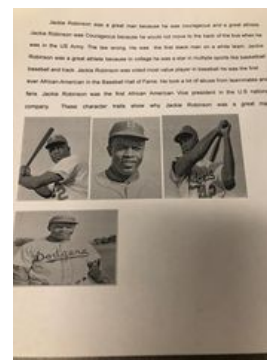 Jackie Robinson was a great man because he was courageous and a great athlete.
Jackie Robinson was Courageous because he would not move to the back of the bus when he
was in the US Army. The law wrong. He was the first black man on a white team. Jackie
Robinson was a great athlete because in college he was a star in multiple sports like basketball
baseball and track. Jackie Robinson was voted most value player in baseball he was the first
ever African-American in the Baseball Hall of Fame. He took a lot of abuse from teammates and
fans. Jackie Robinson was the first African American Vice president in the U.S nation
company. These character traits show why Jackie Robinson was a great ma
Dodgers